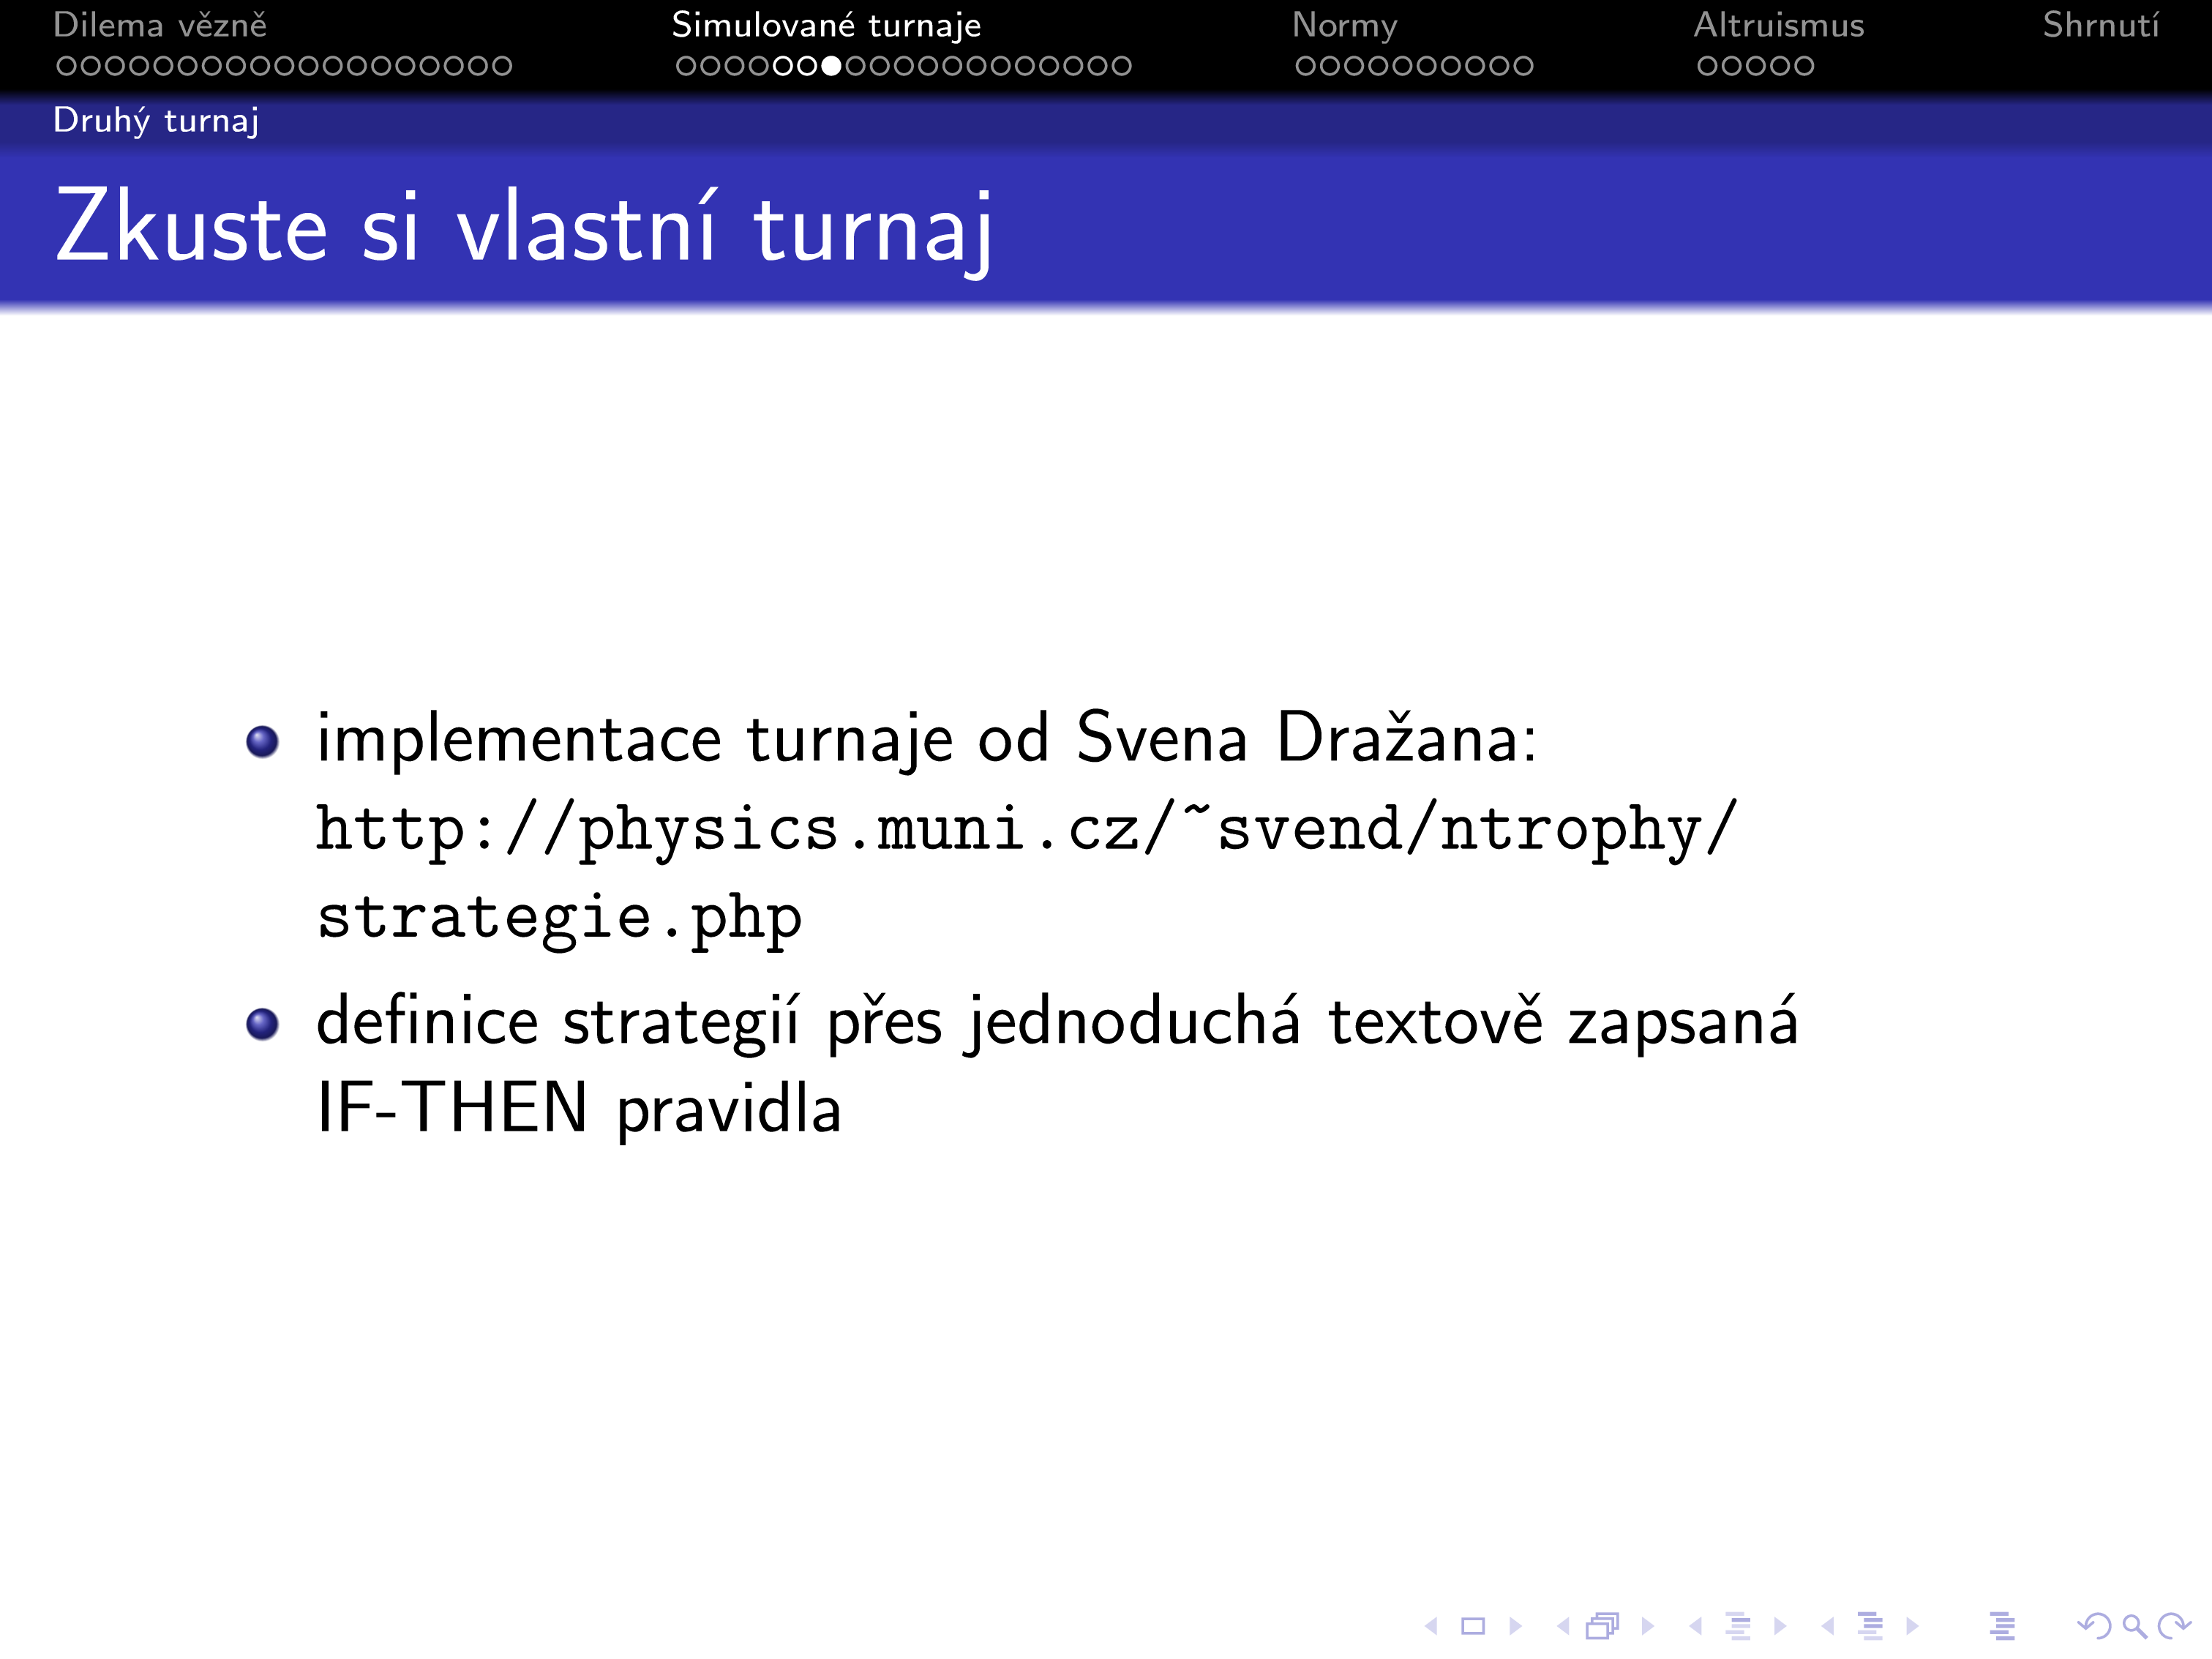 Dilema vězně Simulované turnaje Normy Altruismus Shrnutí
Druhý turnaj
Zkuste si vlastní turnaj
implementace turnaje od Svena Dražana:
http://physics.muni.cz/~svend/ntrophy/
strategie.php
definice strategií přes jednoduchá textově zapsaná
IF-THEN pravidla